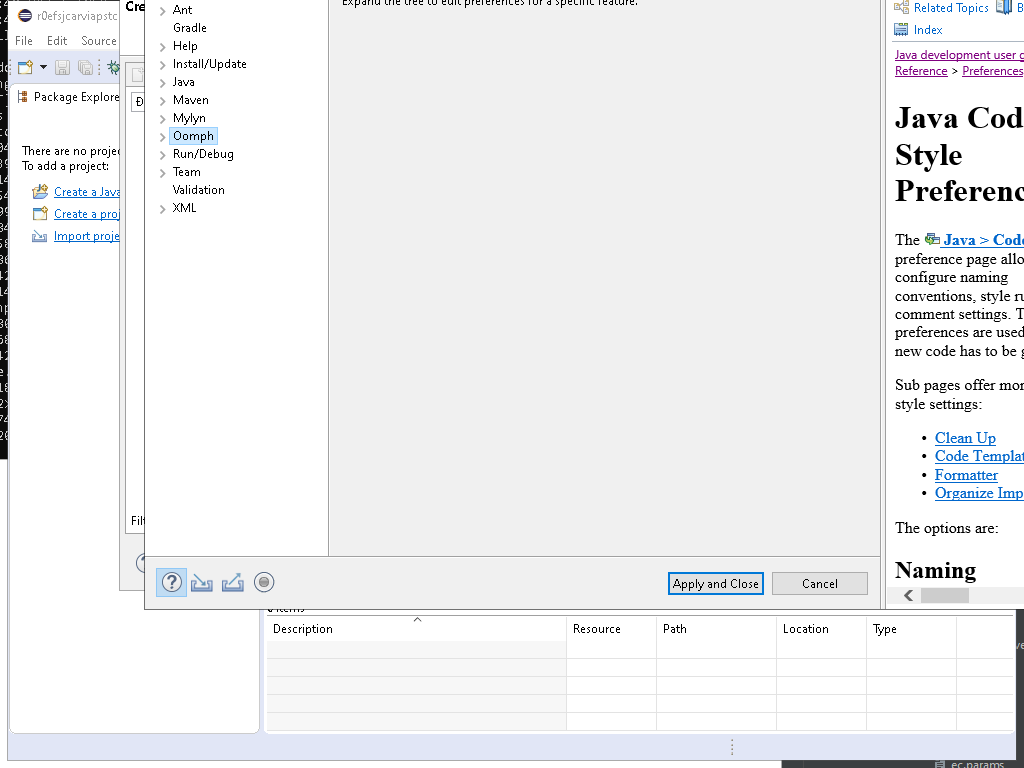 r0efsjcarviapstc
Cre
Expand the tree to edit preferences for a specific feature.
Related Topics
B
Index
File Edit Source
Ant
Gradle
Help
Install/Update
Java
Maven
Mylyn
Oomph
Run/Debug
Team
Validation
XML
Java development user g
Reference > Preferences
Package Explore
There are no projec
To add a project:
Create a Java
Create a proj
Import proje
Java Cod
Style
Preferenc
The Java > Code
preference page allo
configure naming
conventions, style ru
comment settings. T
preferences are used
new code has to be g
Sub pages offer mor
style settings:
• Clean Up
• Code Templat
• Formatter
• Organize Imp
The options are:
Naming
Filt
Apply and Close
Cancel
Description
Resource
Path
Location
Type
ec.params